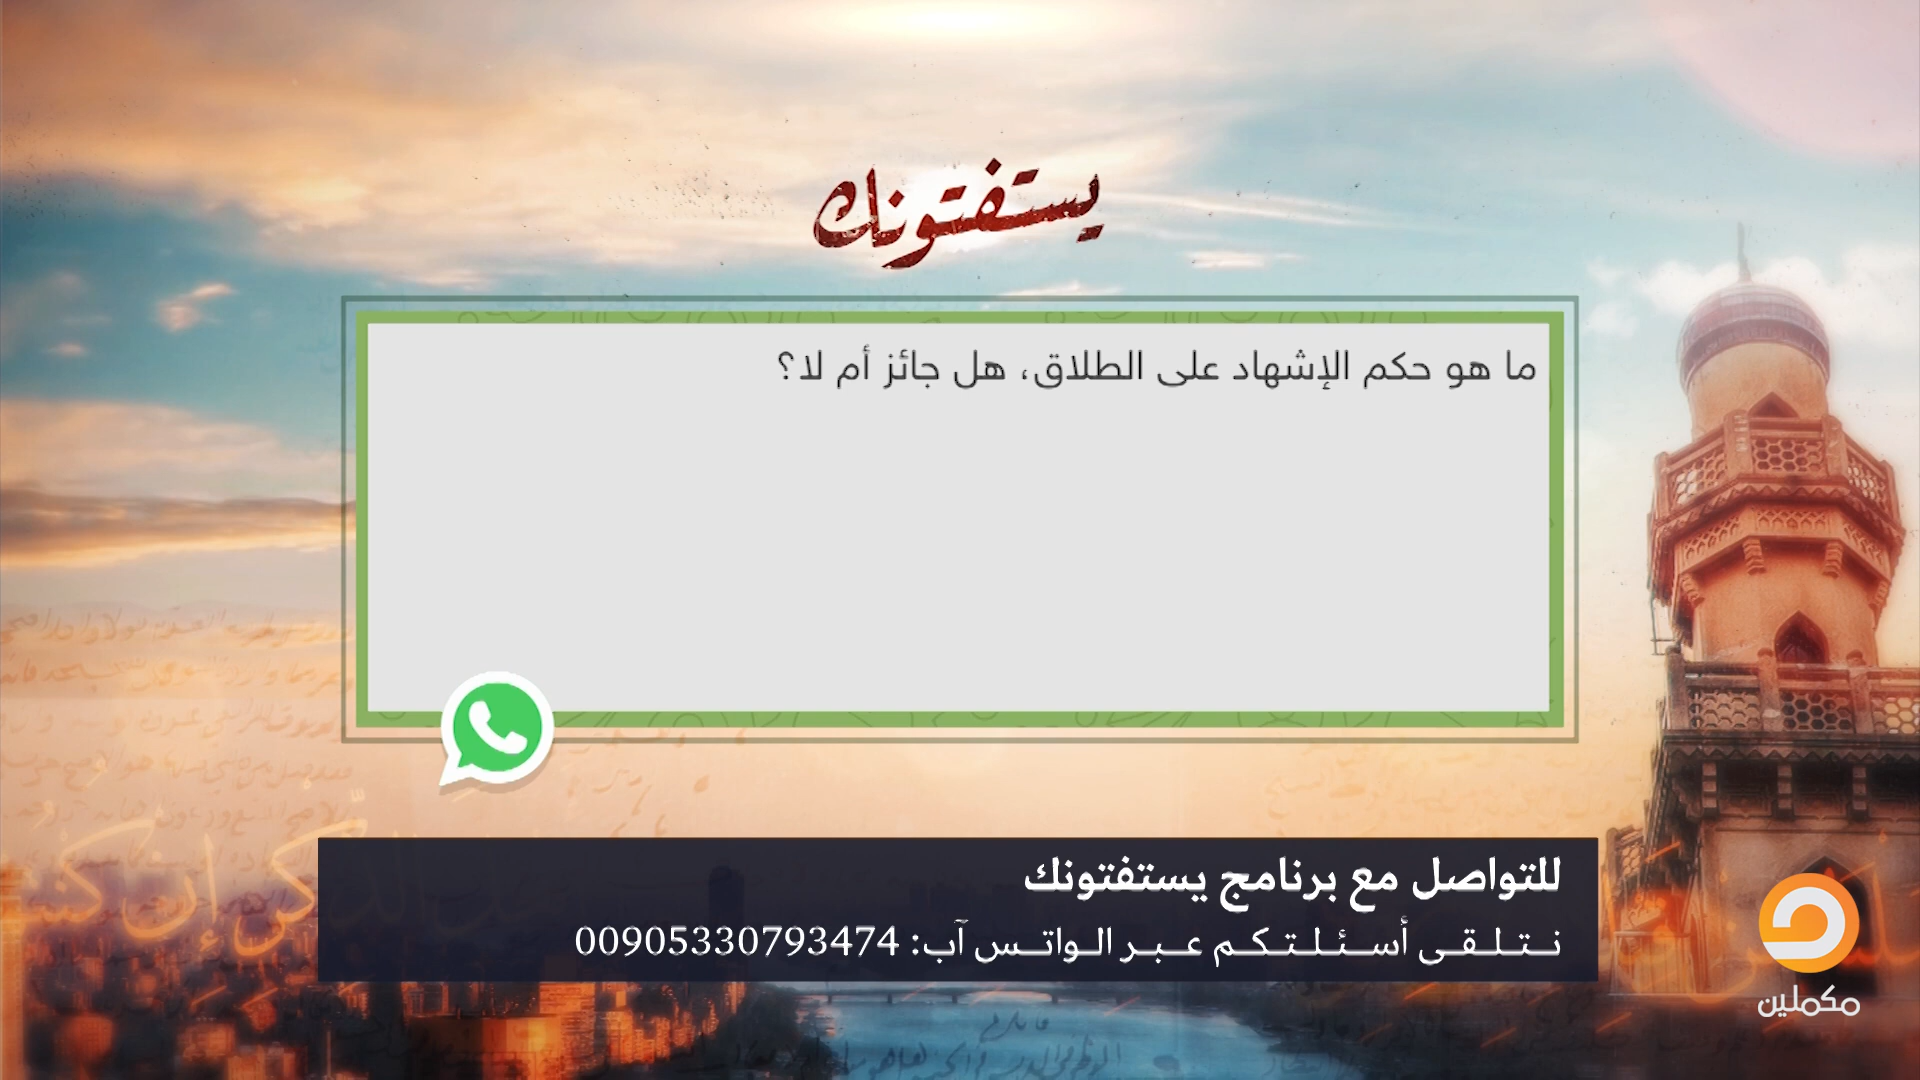 يستفتونك
ما هو حكم الإشهاد على الطلاق، هل جائز أم لا؟
للتواصل مع برنامج يستفتونك
نتلقى أسئلتكم عبر الواتس آب: 00905330793474
مكملين